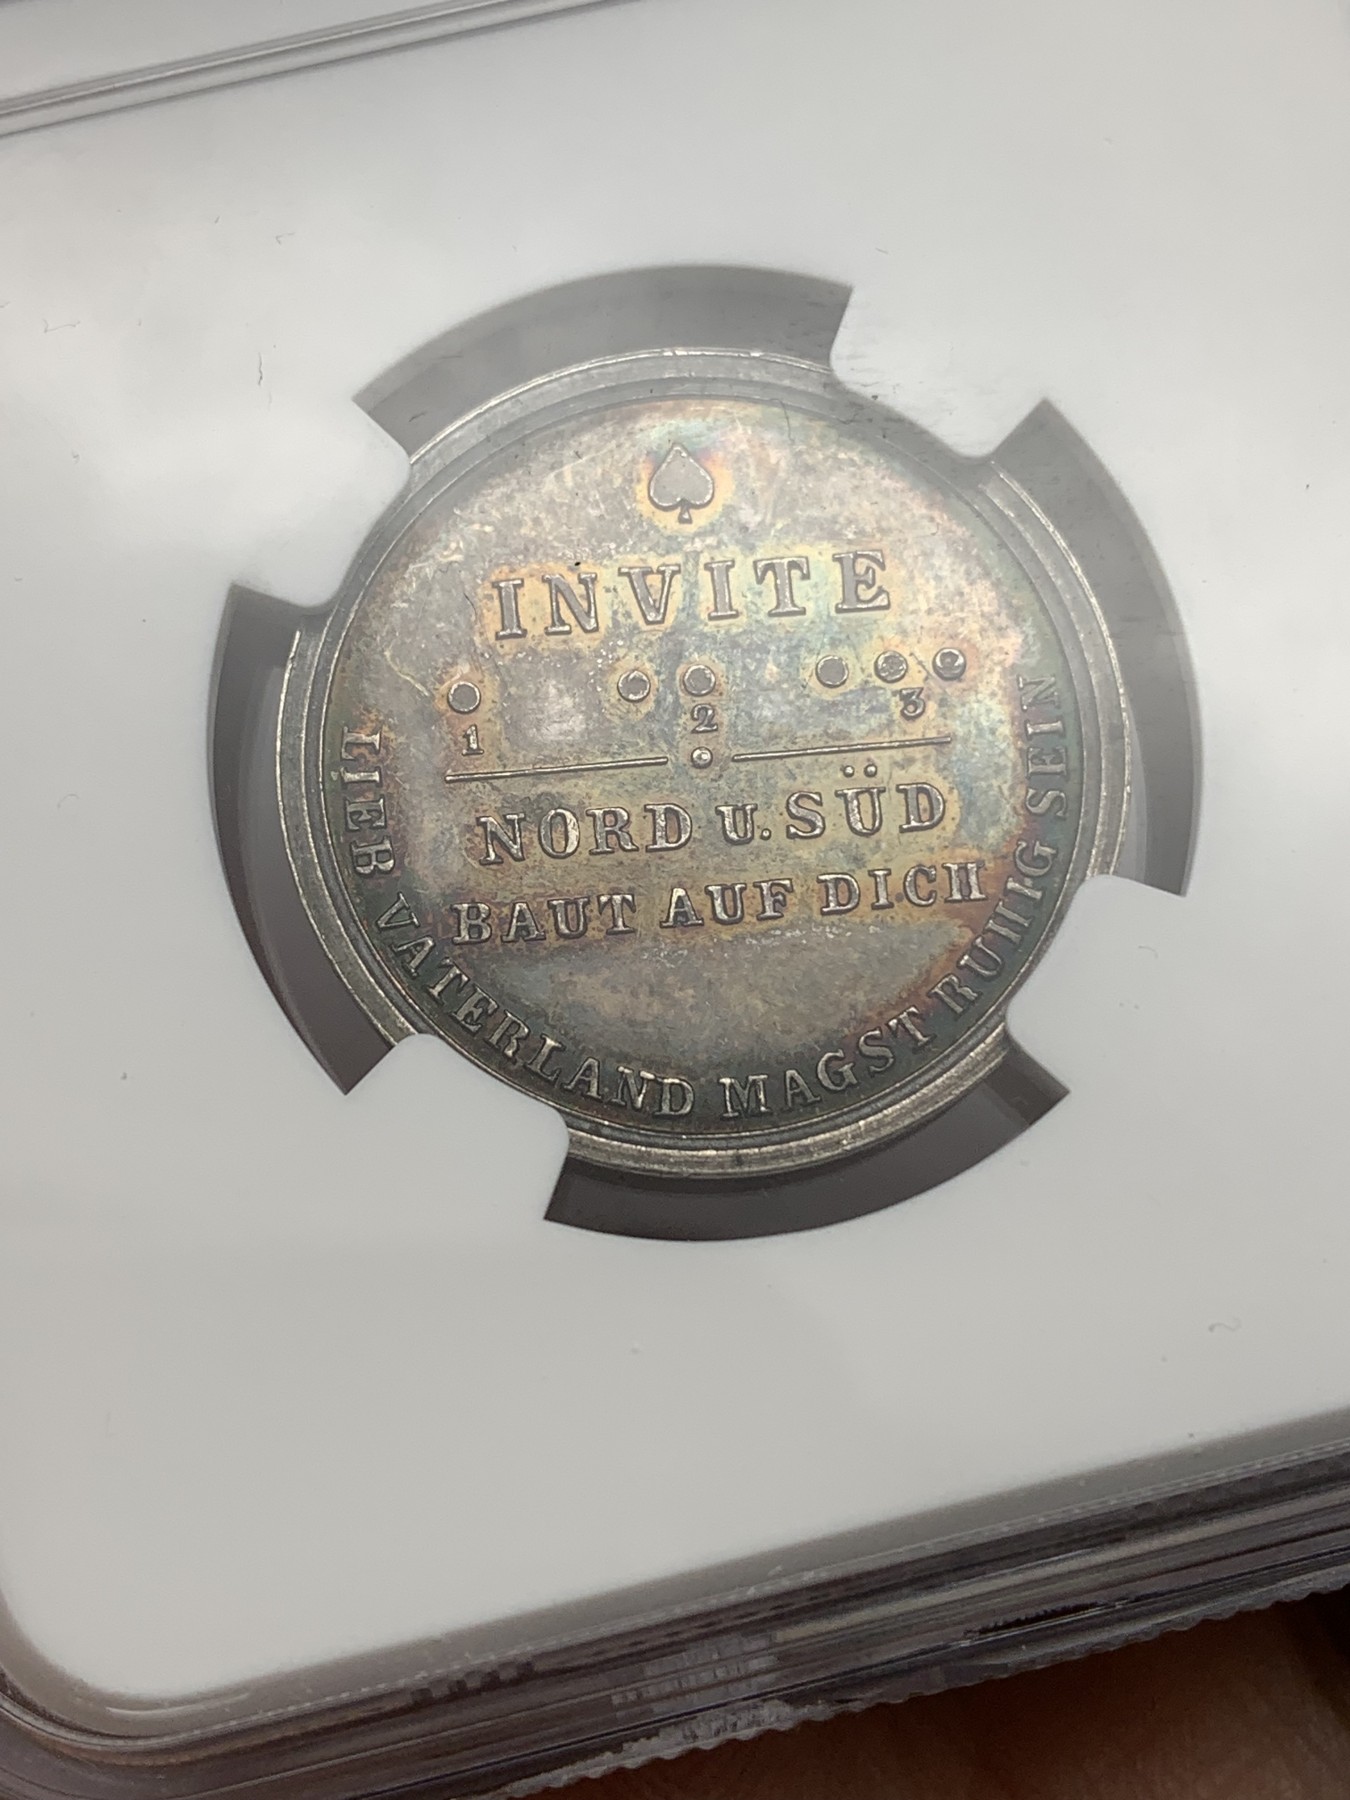 INVITE
1 2 3
NORD U. SÜD
BAUT AUF DICH
LIEB VATERLAND MAGST RUHIG SEIN